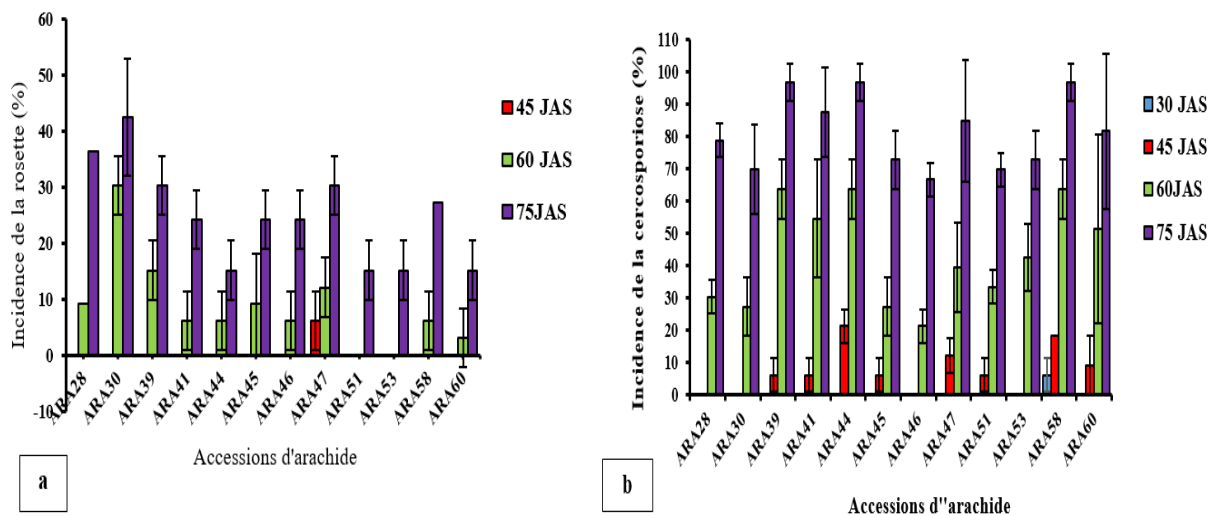 Incidence de la rosette (%)
60
50
40
30
20
10
0
-10
ARA28
ARA30
ARA39
ARA41
ARA44
ARA45
ARA46
ARA47
ARA51
ARA53
ARA58
ARA60
Accessions d'arachide
45 JAS
60 JAS
75JAS
a
Incidence de la cercosporiose (%)
110
100
90
80
70
60
50
40
30
20
10
0
ARA28
ARA30
ARA39
ARA41
ARA44
ARA45
ARA46
ARA47
ARA51
ARA53
ARA58
ARA60
Accessions d''arachide
30 JAS
45 JAS
60JAS
75 JAS
b